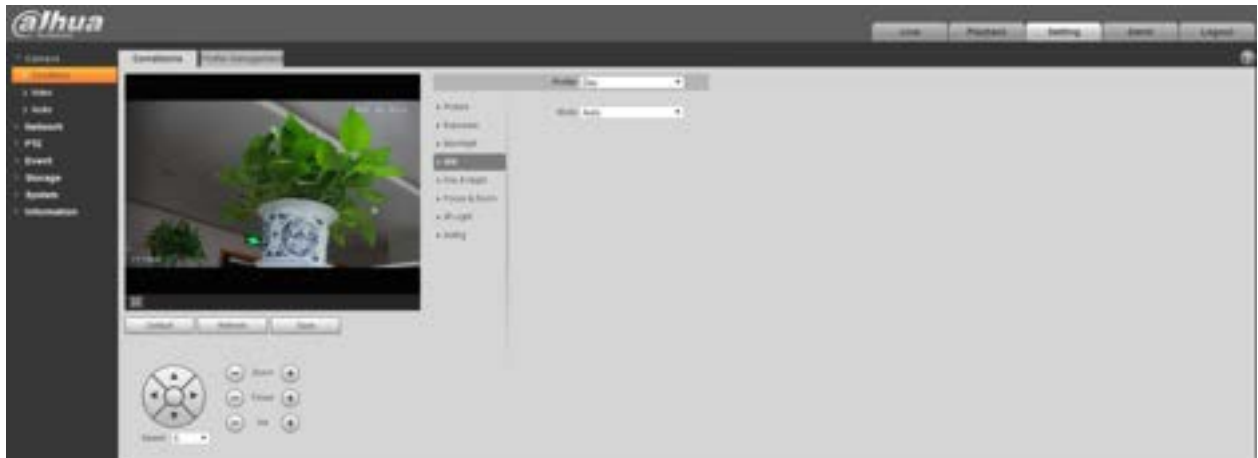 alhua
Live
Playback
Setting
Alarm
Logout
Camera
Conditions
Video
Audio
Network
PTZ
Event
Storage
System
Information
Conditions
Profile Management
Profile Day
Picture
Exposure
Backlight
WB
Day & Night
Focus & Zoom
IR Light
Defog
Mode Auto
Default
Refresh
Save
Zoom
Focus
Iris
Speed 5